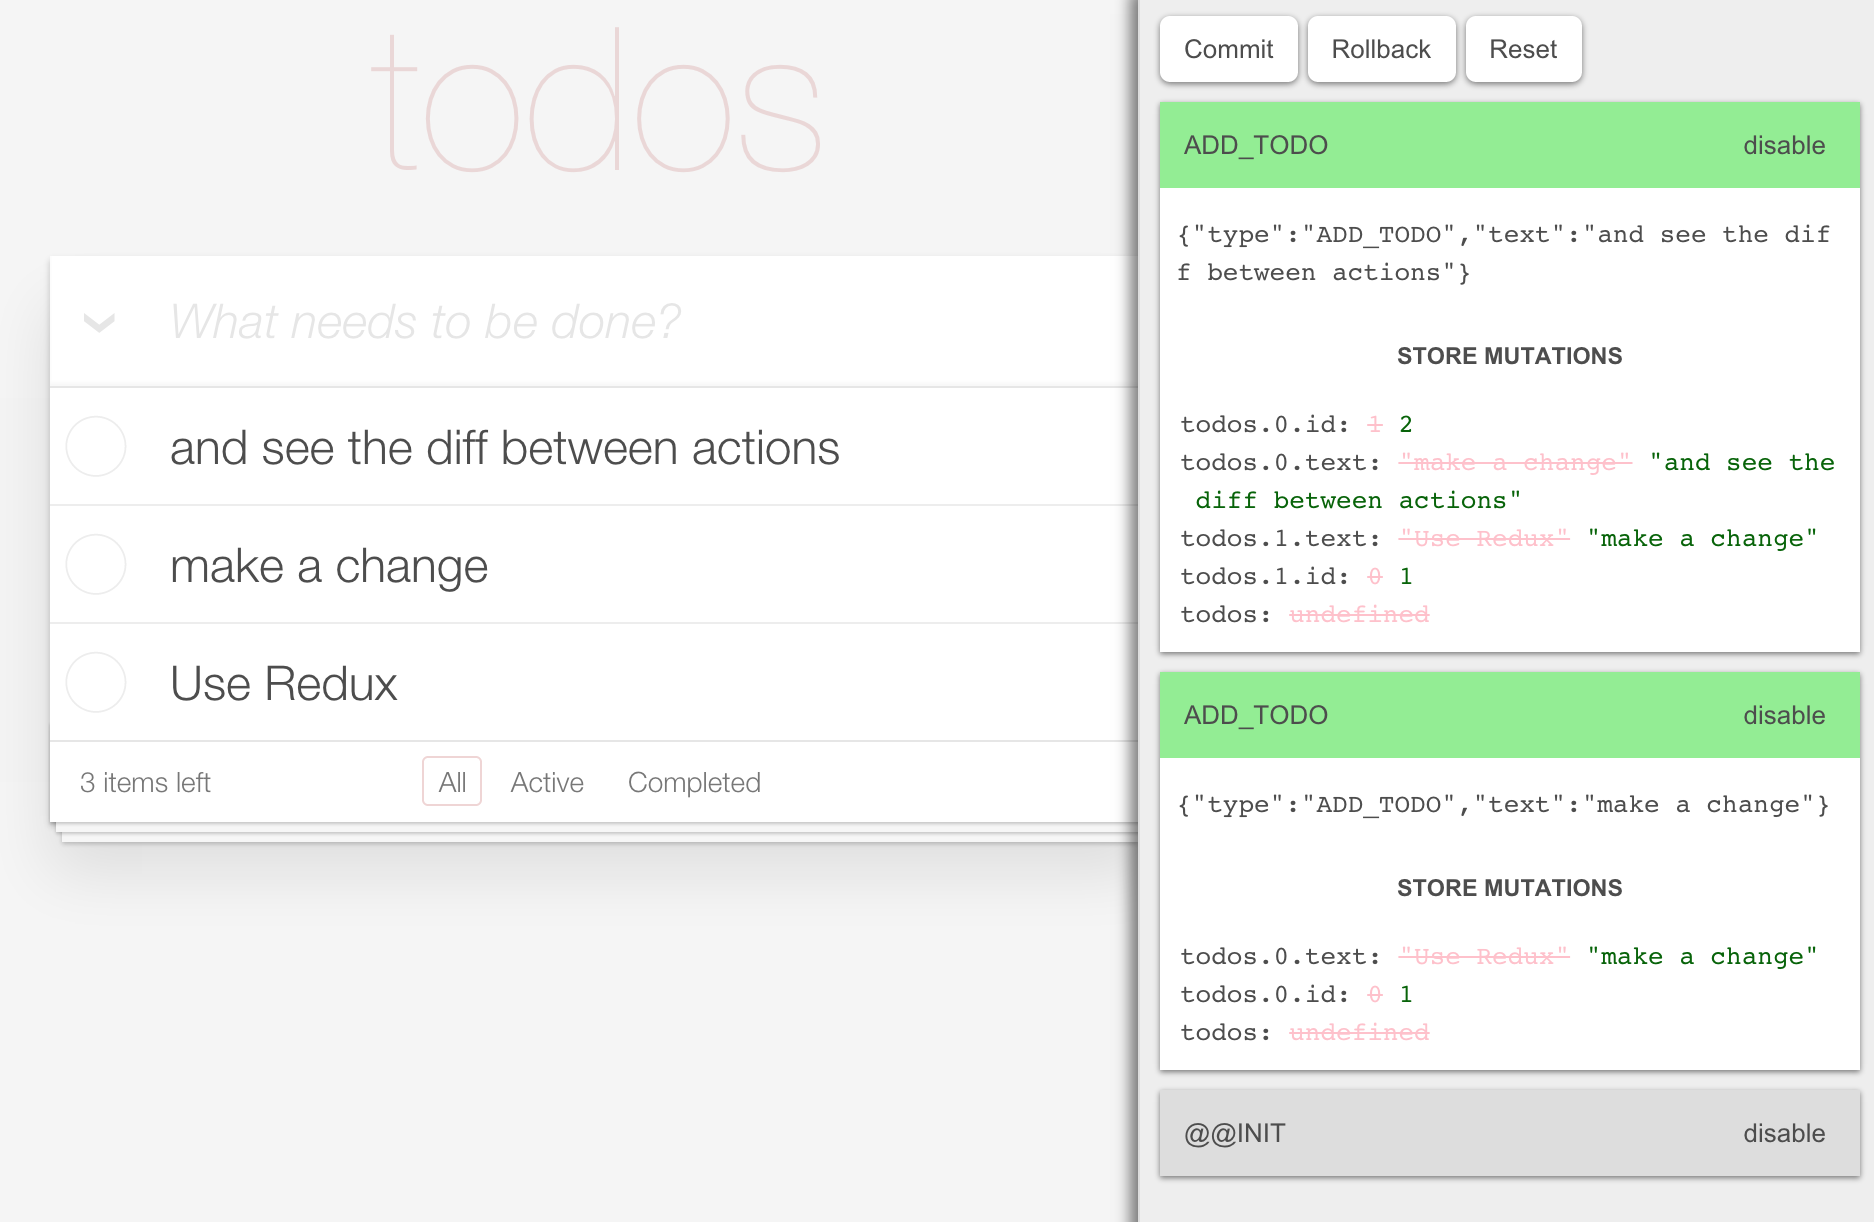 todos
What needs to be done?
and see the diff between actions
make a change
Use Redux
3 items left
All
Active
Completed
Commit
Rollback
Reset
ADD_TODO
disable
{"type":"ADD_TODO","text":"and see the dif
f between actions"}
STORE MUTATIONS
todos.0.id: 1 2
todos.0.text: "make a change" "and see the
diff between actions"
todos.1.text: "Use Redux" "make a change"
todos.1.id: 0 1
todos: undefined
ADD_TODO
disable
{"type":"ADD_TODO","text":"make a change"}
STORE MUTATIONS
todos.0.text: "Use Redux" "make a change"
todos.0.id: 0 1
todos: undefined
@@INIT
disable